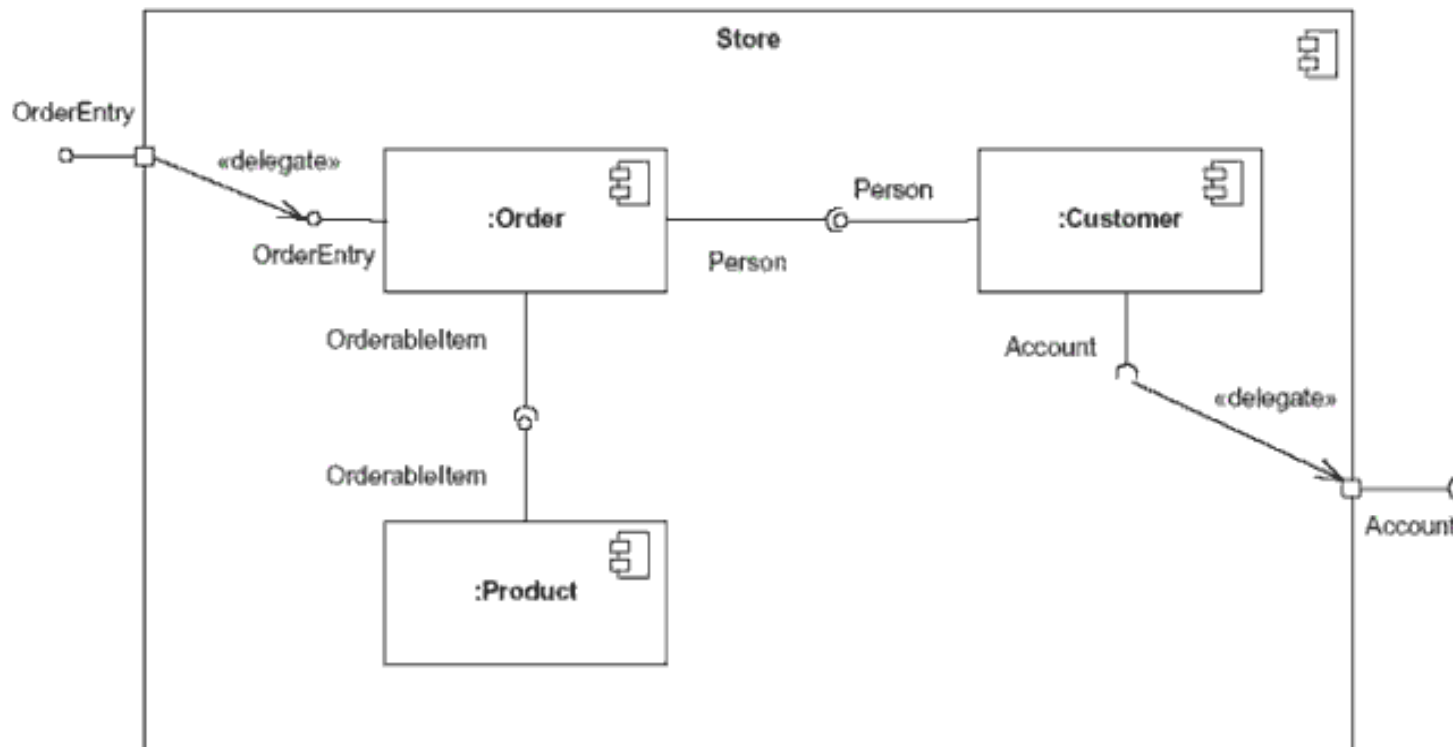 Store
OrderEntry
«delegate»
:Order
OrderEntry
Person
Person
:Customer
OrderableItem
Account
«delegate»
OrderableItem
Account
:Product